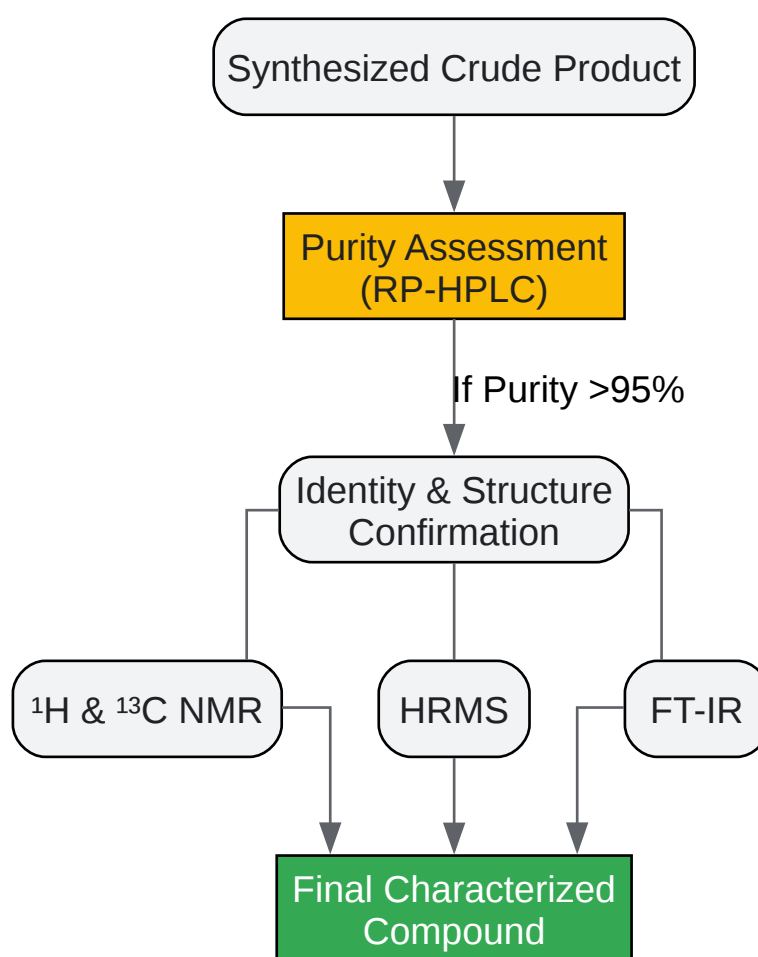 Synthesized Crude Product
Purity Assessment
(RP-HPLC)
If Purity >95%
Identity & Structure
Confirmation
¹H & ¹³C NMR
HRMS
FT-IR
Final Characterized
Compound